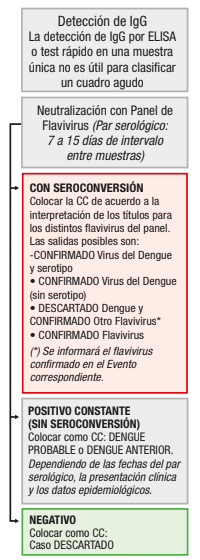 Detección de IgG
La detección de IgG por ELISA
o test rápido en una muestra
única no es útil para clasificar
un cuadro agudo
Neutralización con Panel de
Flavivirus (Par serológico:
7 a 15 días de intervalo
entre muestras)
CON SEROCONVERSIÓN
Colocar la CC de acuerdo a la
interpretación de los títulos para
los distintos flavivirus del panel.
Las salidas posibles son:
-CONFIRMADO Virus del Dengue
y serotipo
• CONFIRMADO Virus del Dengue
(sin serotipo)
• DESCARTADO Dengue y
CONFIRMADO Otro Flavivirus*
• CONFIRMADO Flavivirus
(*) Se informará el flavivirus
confirmado en el Evento
correspondiente.
POSITIVO CONSTANTE
(SIN SEROCONVERSIÓN)
Colocar como CC: DENGUE
PROBABLE o DENGUE ANTERIOR.
Dependiendo de las fechas del par
serológico, la presentación clínica
y los datos epidemiológicos.
NEGATIVO
Colocar como CC:
Caso DESCARTADO